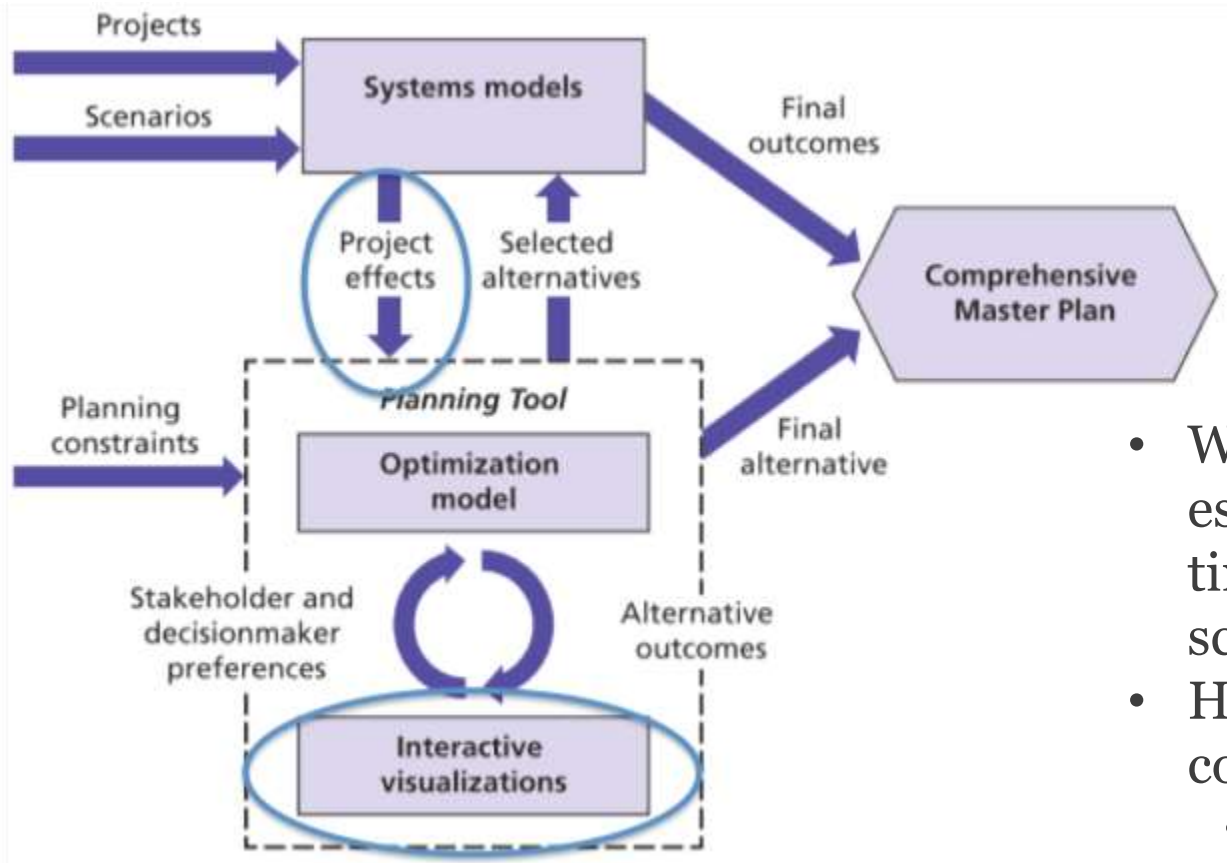 Projects
Scenarios
Systems models
Final
outcomes
Project
effects
Selected
alternatives
Comprehensive
Master Plan
Planning Tool
Planning
constraints
Optimization
model
Final
alternative
Stakeholder and
decisionmaker
preferences
Alternative
outcomes
Interactive
visualizations
•
•
•